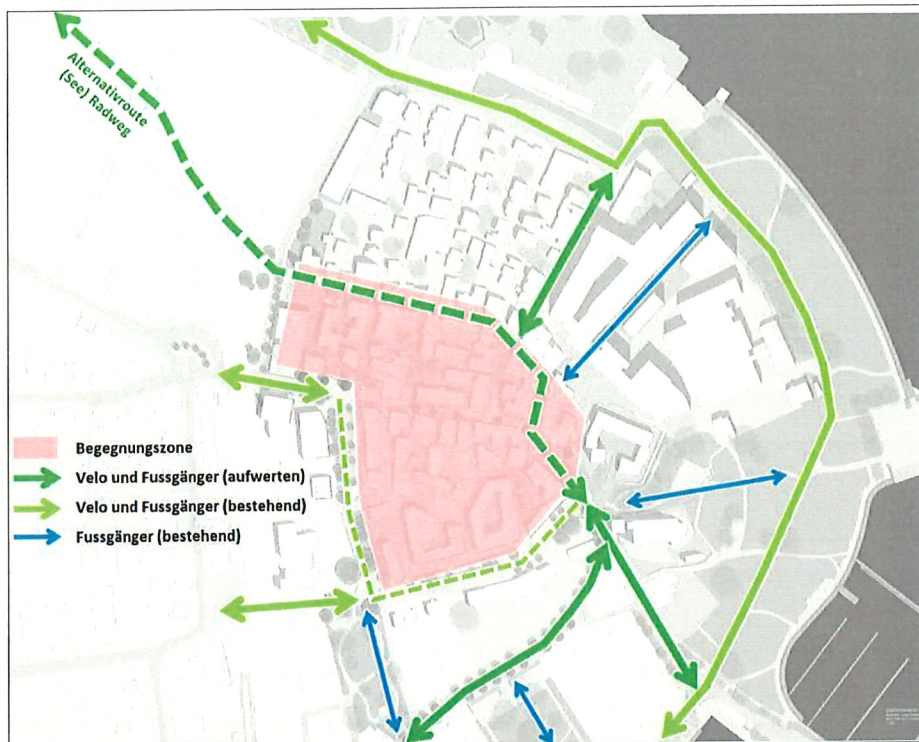 Alternativroute
(See) Radweg
Begegnungszone
Velo und Fussgänger (aufwerten)
Velo und Fussgänger (bestehend)
Fussgänger (bestehend)